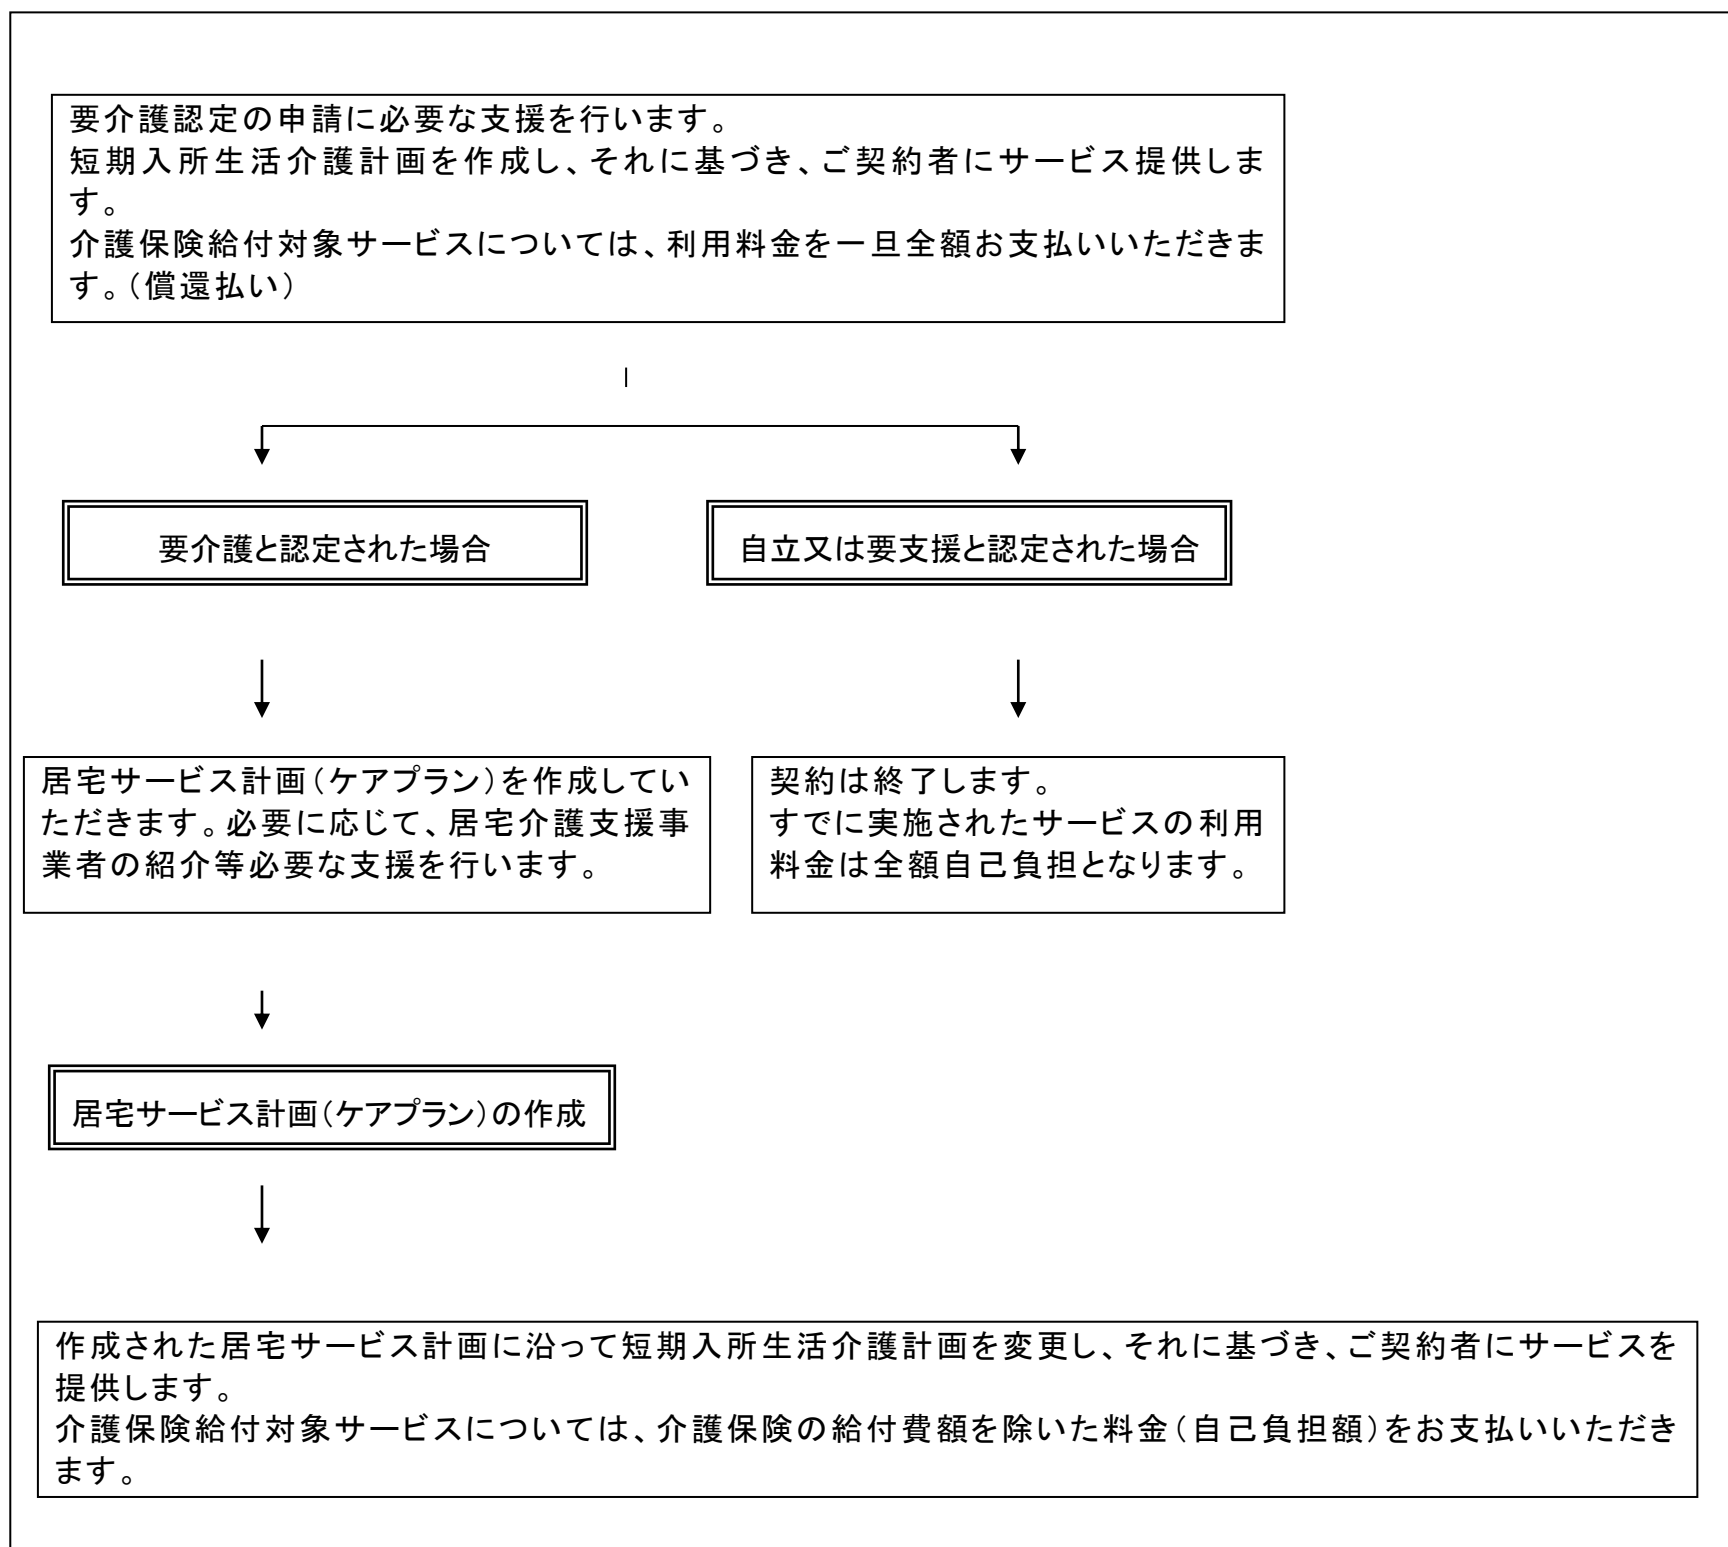 要介護認定の申請に必要な支援を行います。
短期入所生活介護計画を作成し、それに基づき、ご契約者にサービス提供しま
す。
介護保険給付対象サービスについては、利用料金を一旦全額お支払いいただきま
す。(償還払い)
要介護と認定された場合
自立又は要支援と認定された場合
居宅サービス計画(ケアプラン)を作成してい
ただきます。必要に応じて、居宅介護支援事
業者の紹介等必要な支援を行います。
契約は終了します。
すでに実施されたサービスの利用
料金は全額自己負担となります。
居宅サービス計画(ケアプラン)の作成
作成された居宅サービス計画に沿って短期入所生活介護計画を変更し、それに基づき、ご契約者にサービスを
提供します。
介護保険給付対象サービスについては、介護保険の給付費額を除いた料金(自己負担額)をお支払いいただき
ます。